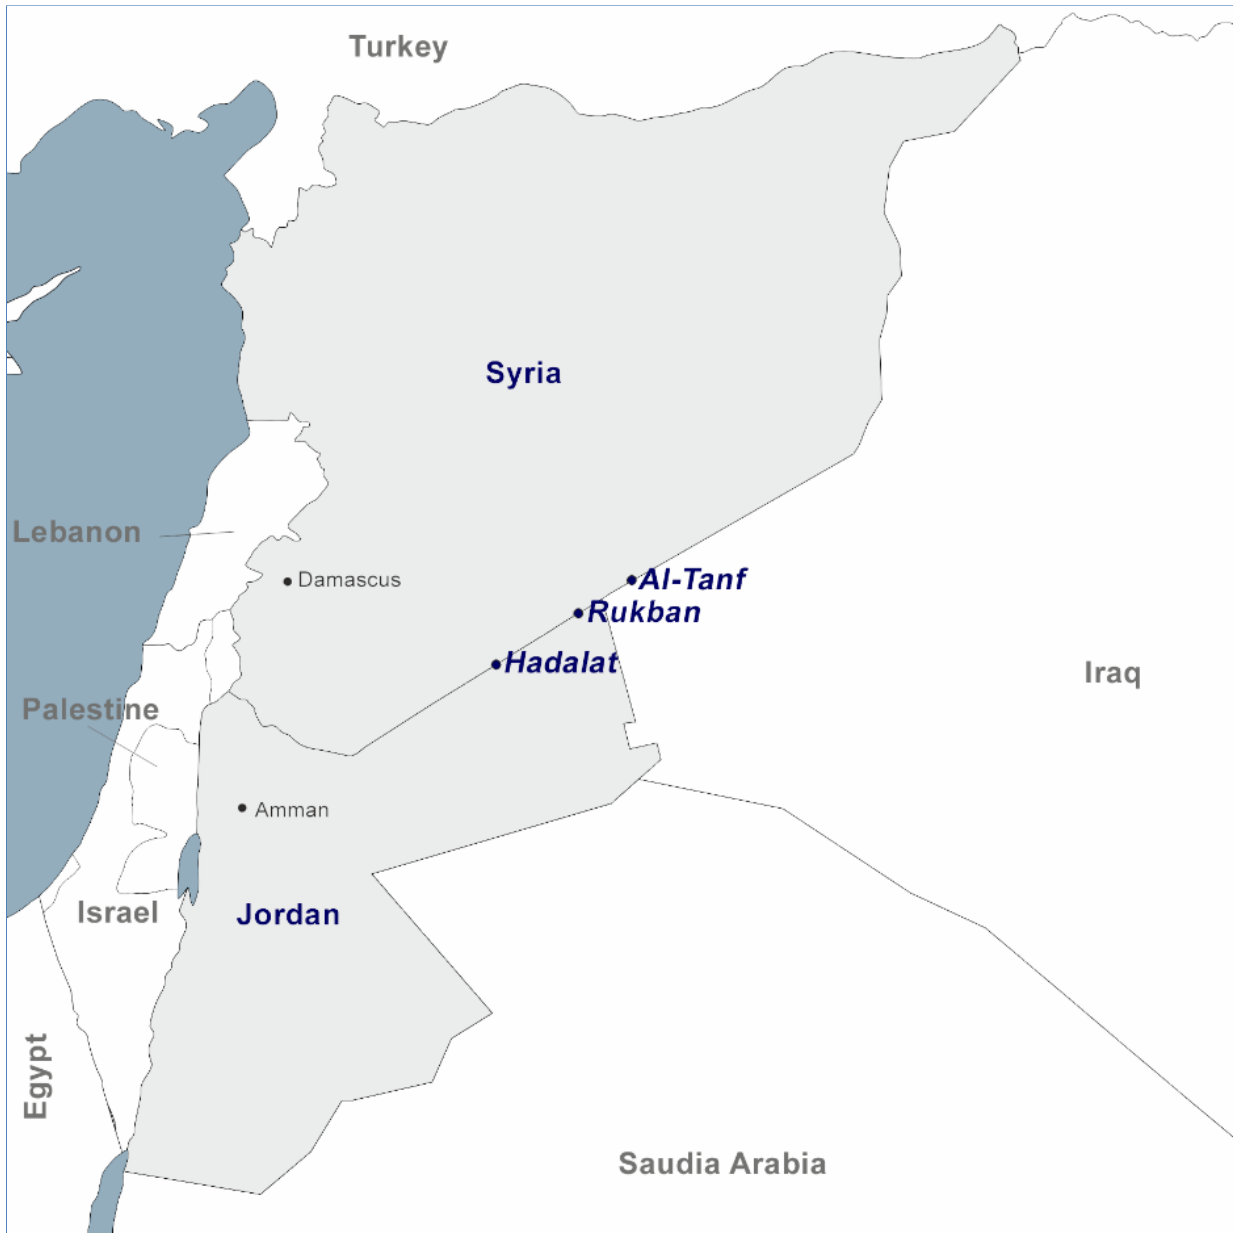 Turkey
Syria
Lebanon
Damascus
Al-Tanf
Rukban
Hadalat
Iraq
Palestine
Amman
Israel
Jordan
Egypt
Saudia Arabia